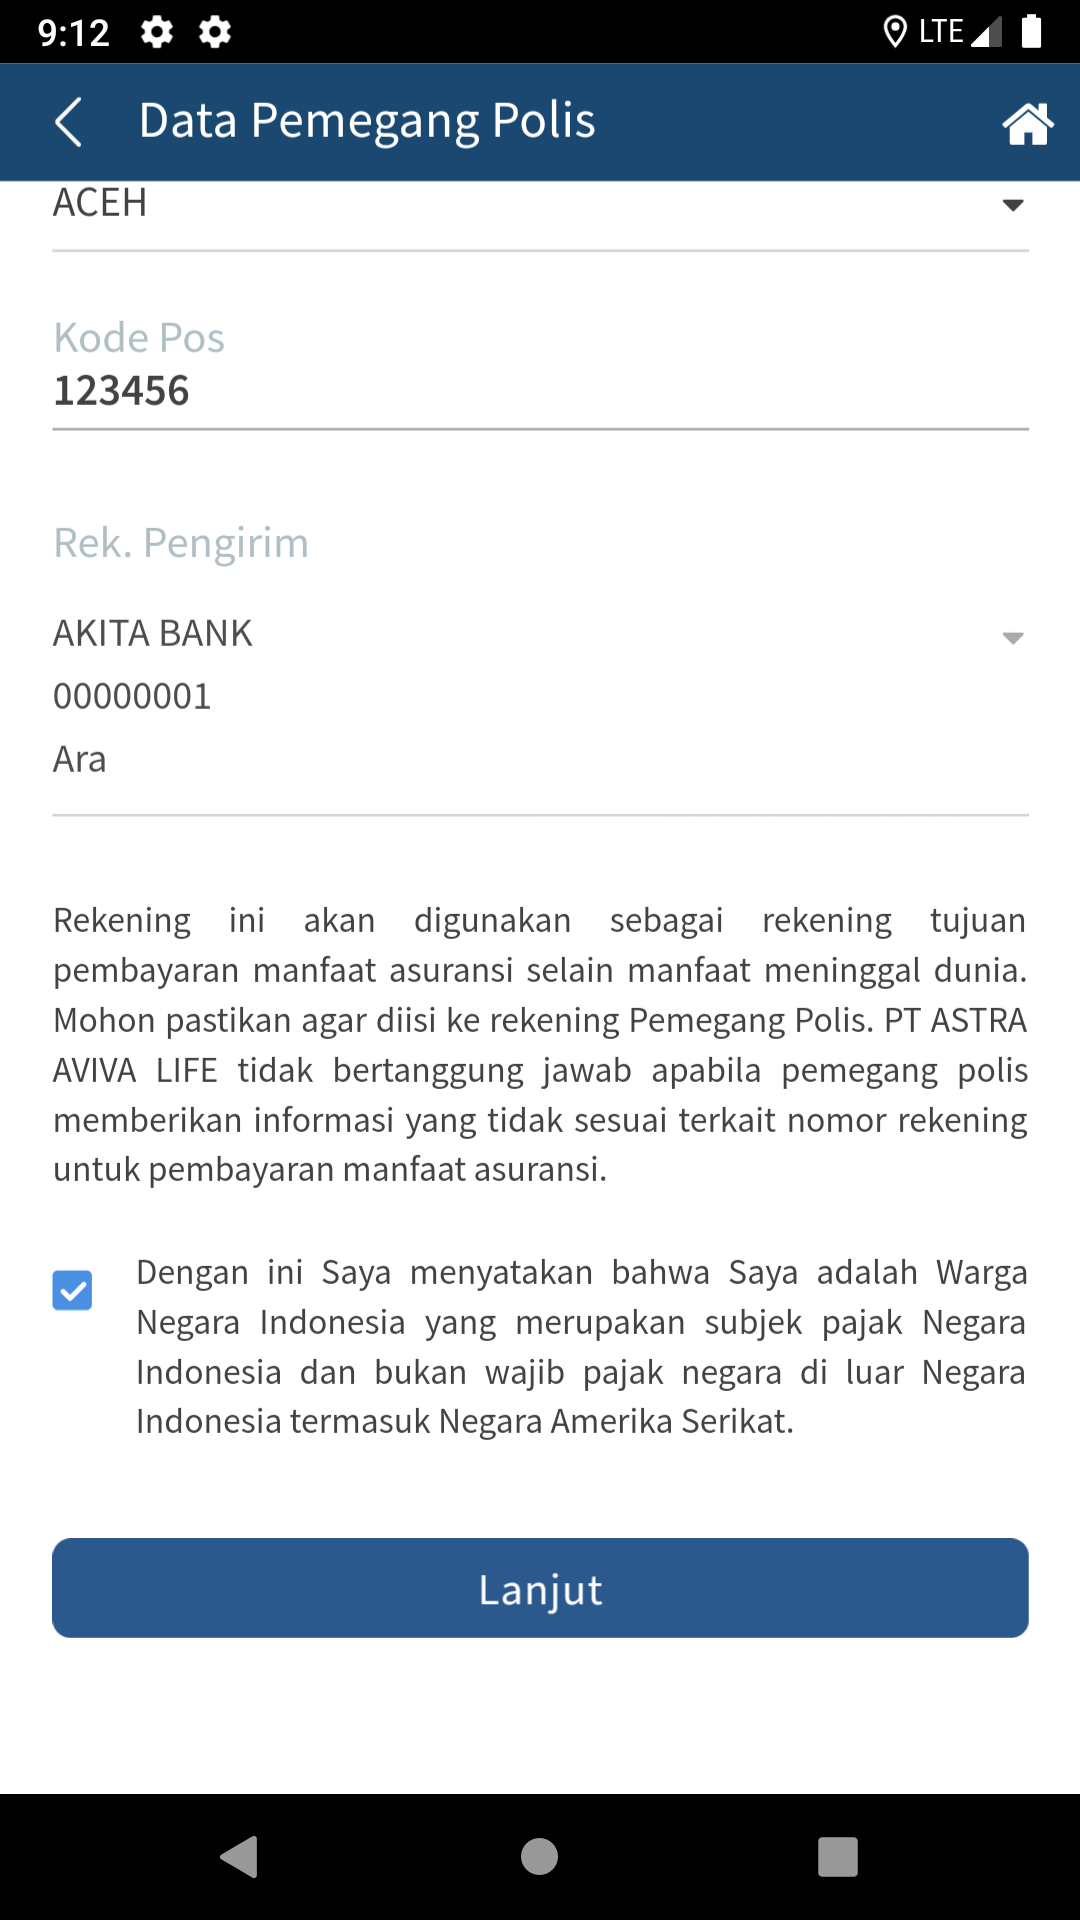 9:12
LTE
Data Pemegang Polis
ACEH
Kode Pos
123456
Rek. Pengirim
AKITA BANK
00000001
Ara
Rekening ini akan digunakan sebagai rekening tujuan
pembayaran manfaat asuransi selain manfaat meninggal dunia.
Mohon pastikan agar diisi ke rekening Pemegang Polis. PT ASTRA
AVIVA LIFE tidak bertanggung jawab apabila pemegang polis
memberikan informasi yang tidak sesuai terkait nomor rekening
untuk pembayaran manfaat asuransi.
Dengan ini Saya menyatakan bahwa Saya adalah Warga
Negara Indonesia yang merupakan subjek pajak Negara
Indonesia dan bukan wajib pajak negara di luar Negara
Indonesia termasuk Negara Amerika Serikat.
Lanjut